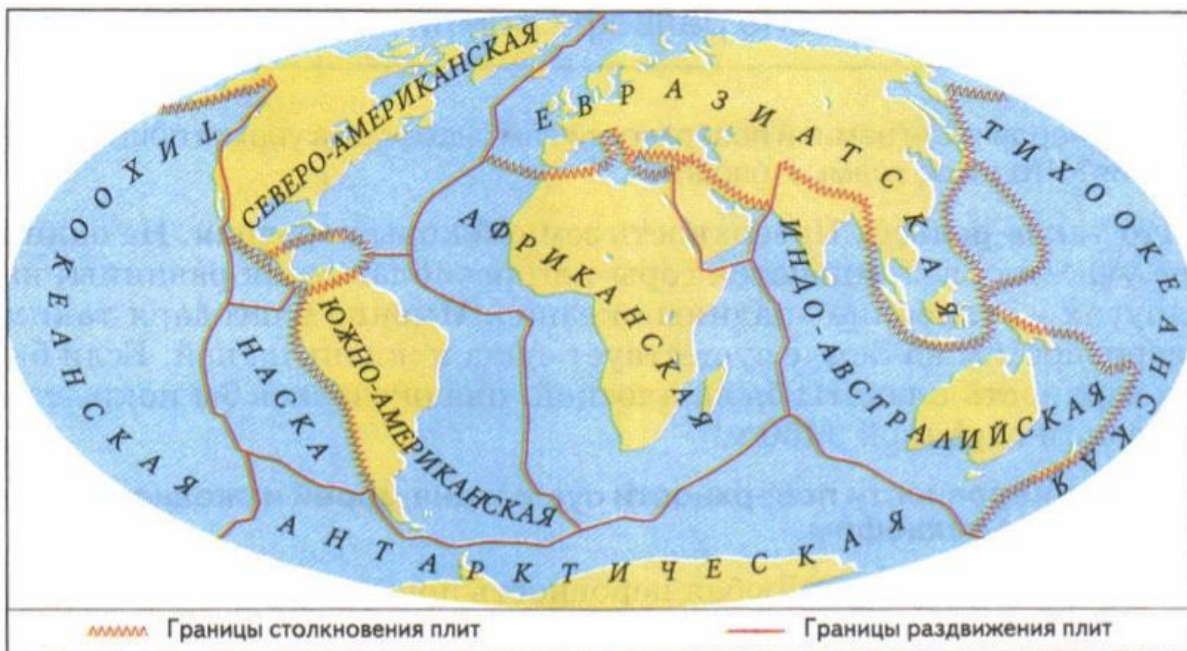 СЕВЕРО-АМЕРИКАНСКАЯ
ЕВРАЗИАТСКАЯ
ТИХООКЕАНСКАЯ
ТИХООКЕАНСКАЯ
АФРИКАНСКАЯ
ИНДО-АВСТРАЛИЙСКАЯ
НАСКА
ЮЖНО-АМЕРИКАНСКАЯ
АНТАРКТИЧЕСКАЯ
Границы столкновения плит
Границы раздвижения плит